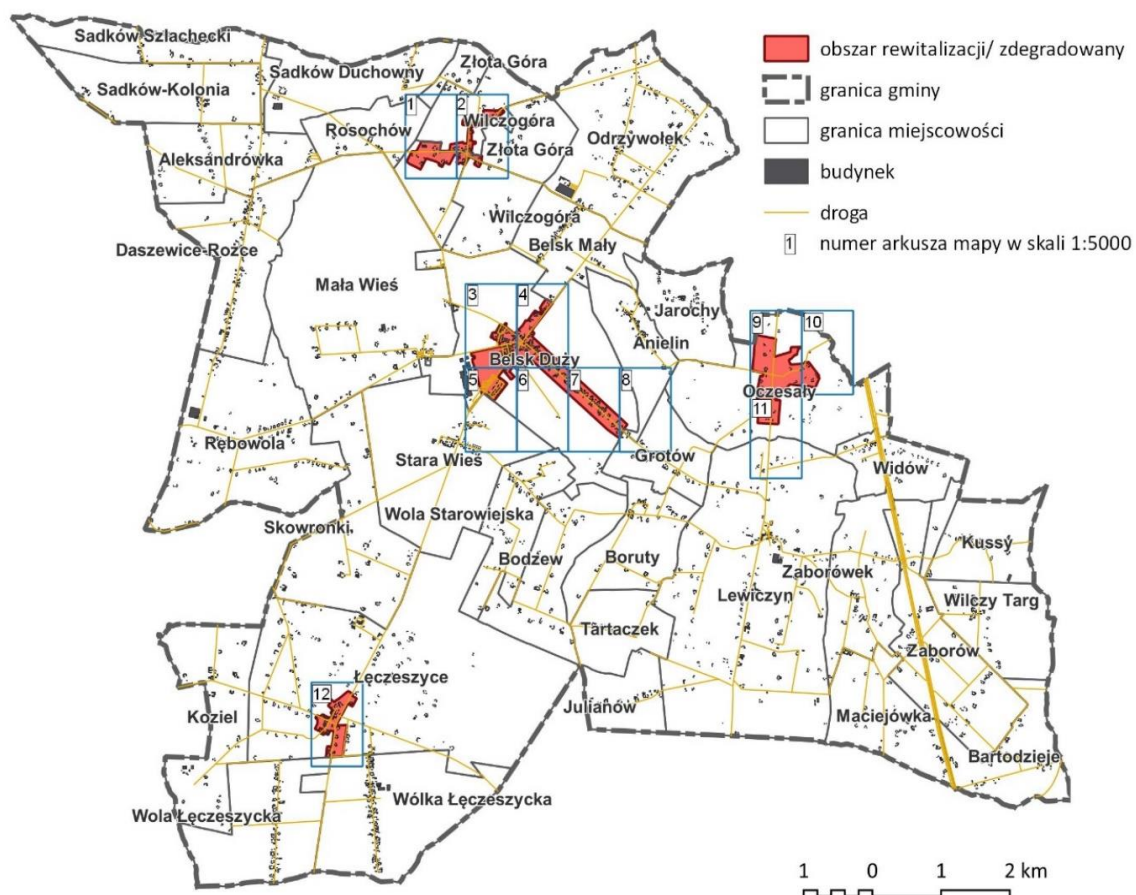 Sadków Szlachecki
Sadków Duchowny
Złota Góra
Sadków-Kolonia
1
2
Wilczogóra
Rosochów
Odrzywołek
Złota Góra
Aleksandrówka
Wilczogóra
Daszewice-Rożce
Belsk Mały
Mała Wieś
3
4
Jarochy
9
10
Anielin
Belsk Duży
5
6
7
8
Oczesały
11
Rębowola
Stara Wieś
Grotów
Widów
Skowronki
Wola Starowiejska
Bodzew
Boruty
Kussy
Zaborówek
Lewiczyn
Wilczy Targ
Tartaczek
Zaborów
12
Łęczeszyce
Julianów
Koziel
Maciejówka
Bartodzieje
Wólka Łęczeszycka
Wola Łęczeszycka
obszar rewitalizacji/ zdegradowany
granica gminy
granica miejscowości
budynek
droga
1 numer arkusza mapy w skali 1:5000
1 0 1 2 km